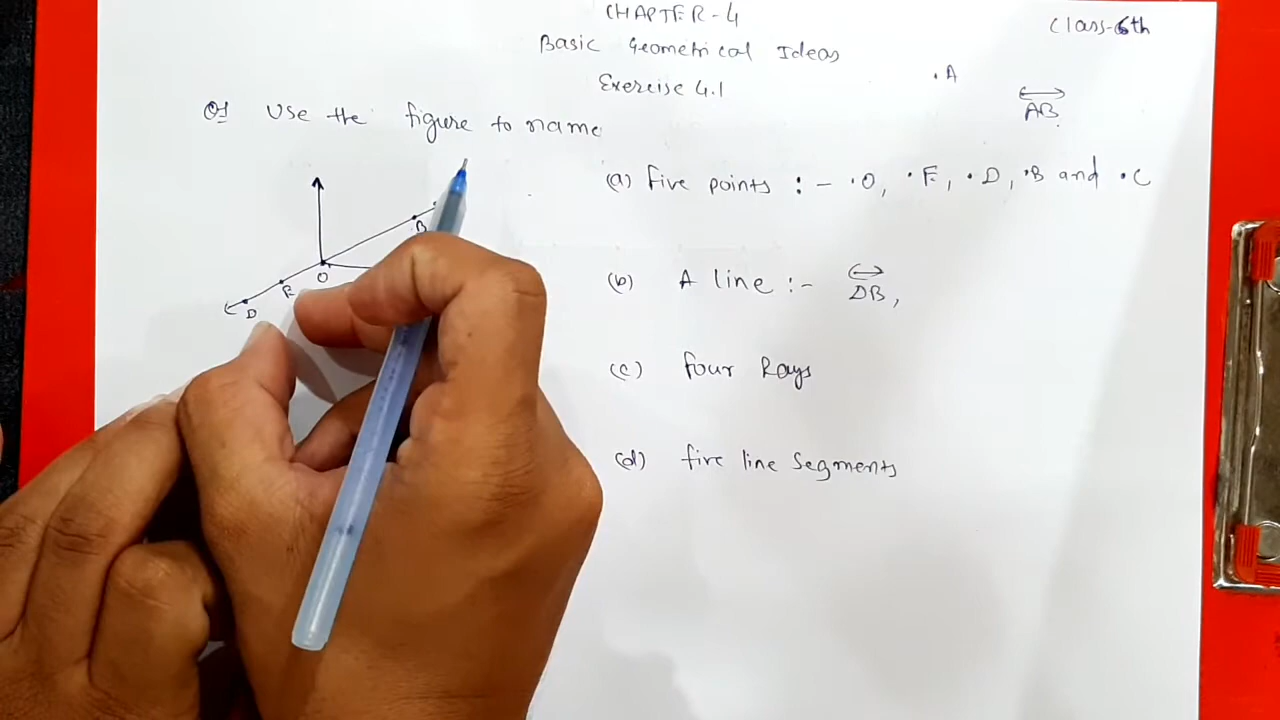 CHAPTER-4
Class-6th
Basic Geometrical Ideas
Exercise 4.1
.A
AB
Q1 Use the figure to name
(a) Five points :- .O, .E, .D, .B and .C
B
O
E
D
(b) A line :- DB,
(c) four Rays
(d) five line Segments